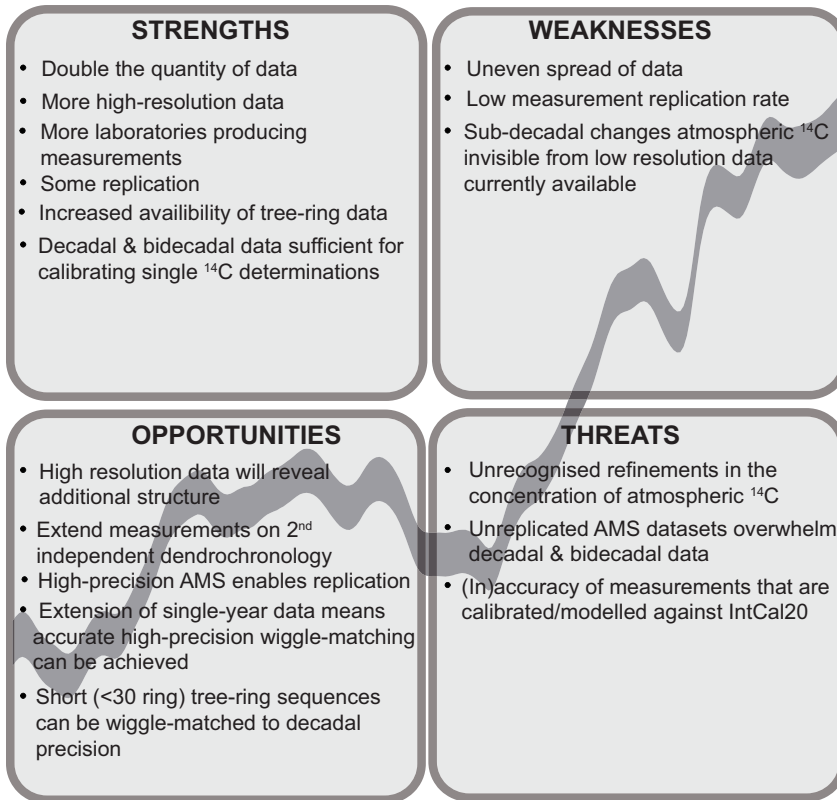 STRENGTHS
• Double the quantity of data
• More high-resolution data
• More laboratories producing
measurements
• Some replication
• Increased availibility of tree-ring data
• Decadal & bidecadal data sufficient for
calibrating single ¹⁴C determinations
WEAKNESSES
• Uneven spread of data
• Low measurement replication rate
• Sub-decadal changes atmospheric ¹⁴C
invisible from low resolution data
currently available
OPPORTUNITIES
• High resolution data will reveal
additional structure
• Extend measurements on 2ⁿᵈ
independent dendrochronology
• High-precision AMS enables replication
• Extension of single-year data means
accurate high-precision wiggle-matching
can be achieved
• Short (<30 ring) tree-ring sequences
can be wiggle-matched to decadal
precision
THREATS
• Unrecognised refinements in the
concentration of atmospheric ¹⁴C
• Unreplicated AMS datasets overwhelm
decadal & bidecadal data
• (In)accuracy of measurements that are
calibrated/modelled against IntCal20